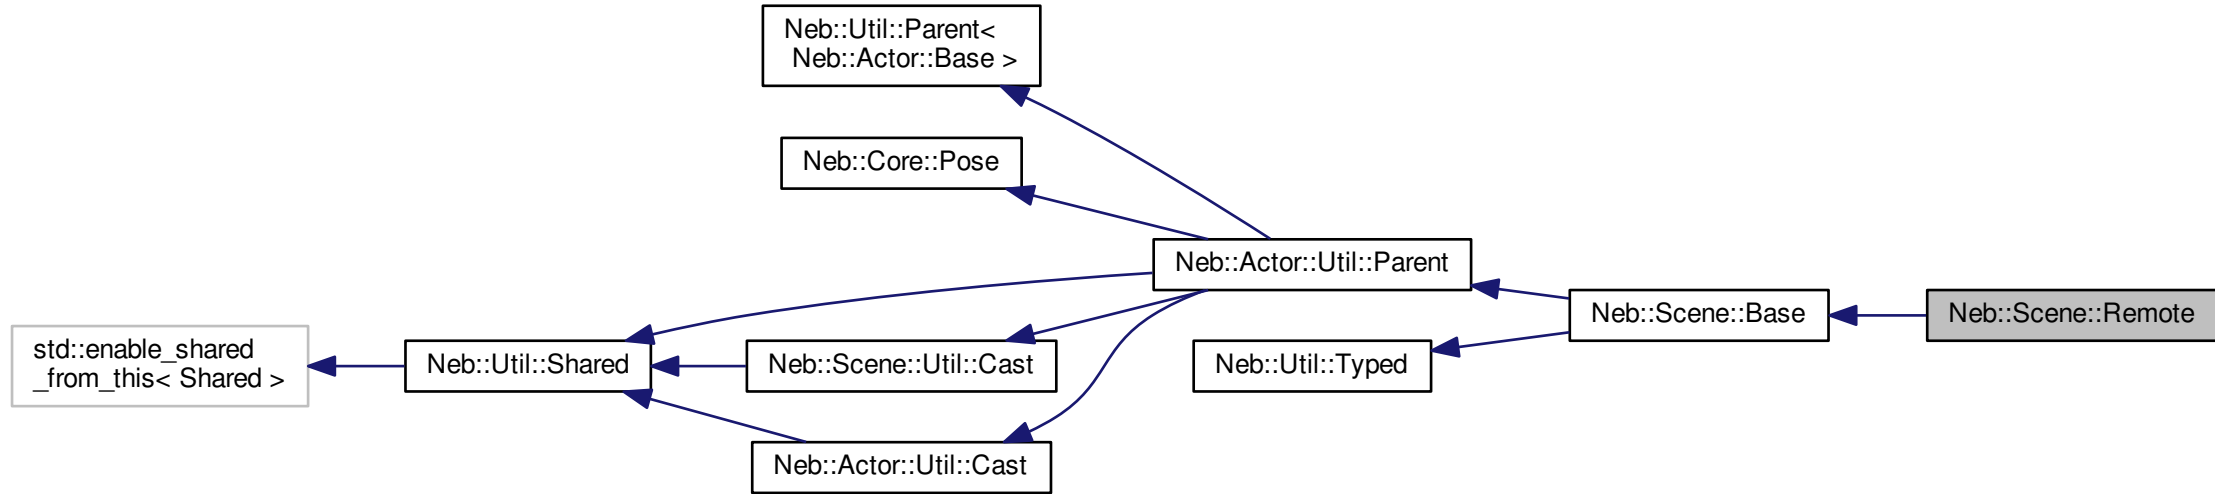 Neb::Util::Parent<
Neb::Actor::Base >
Neb::Core::Pose
Neb::Actor::Util::Parent
Neb::Scene::Base
Neb::Scene::Remote
std::enable_shared
_from_this< Shared >
Neb::Util::Shared
Neb::Scene::Util::Cast
Neb::Util::Typed
Neb::Actor::Util::Cast